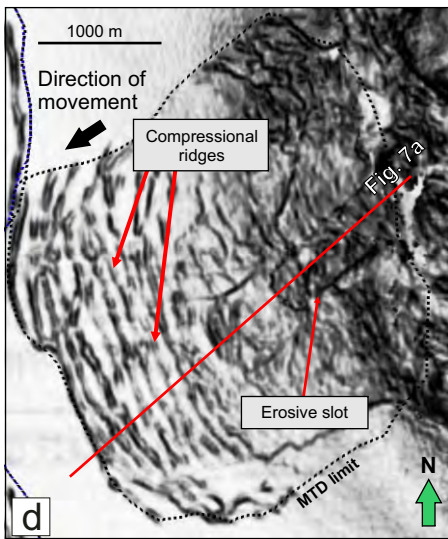 1000 m
Direction of
movement
Compressional
ridges
Fig. 7a
Erosive slot
MTD limit
N
d